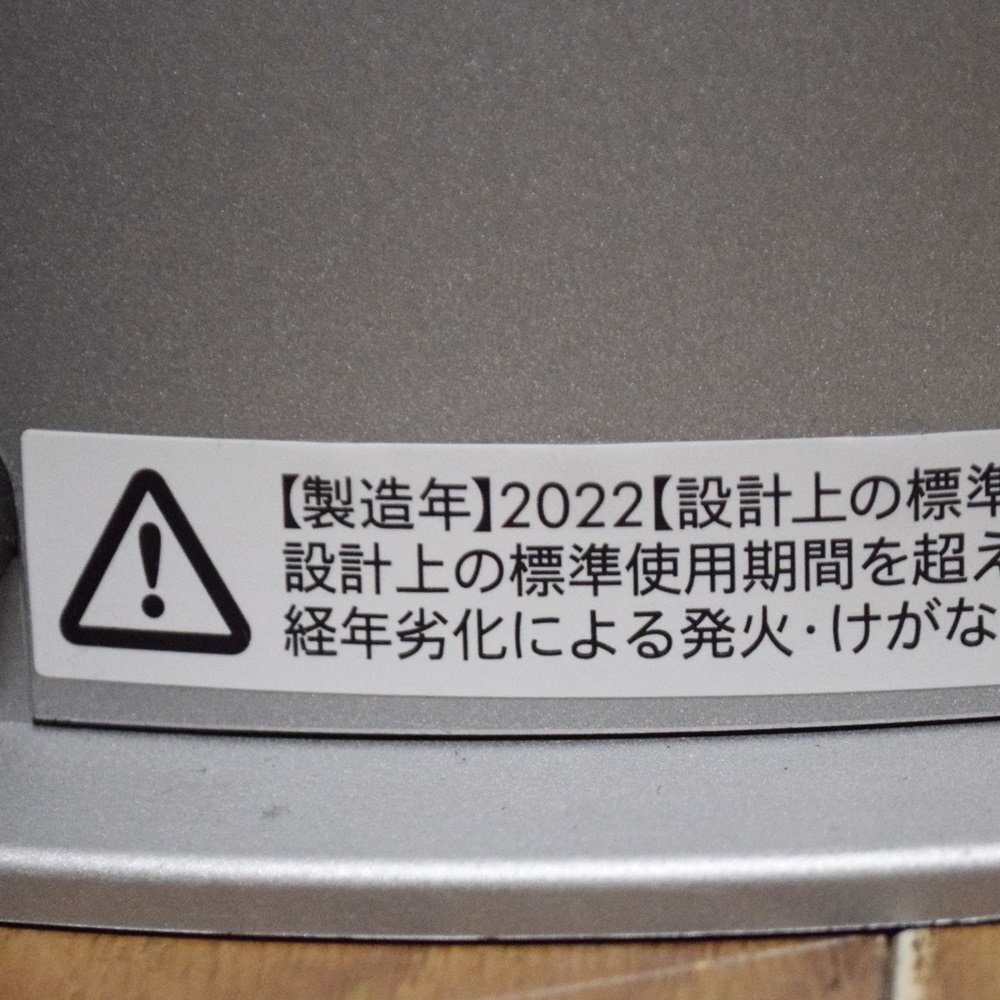 【製造年】2022【設計上の標準
設計上の標準使用期間を超え
経年劣化による発火・けがな